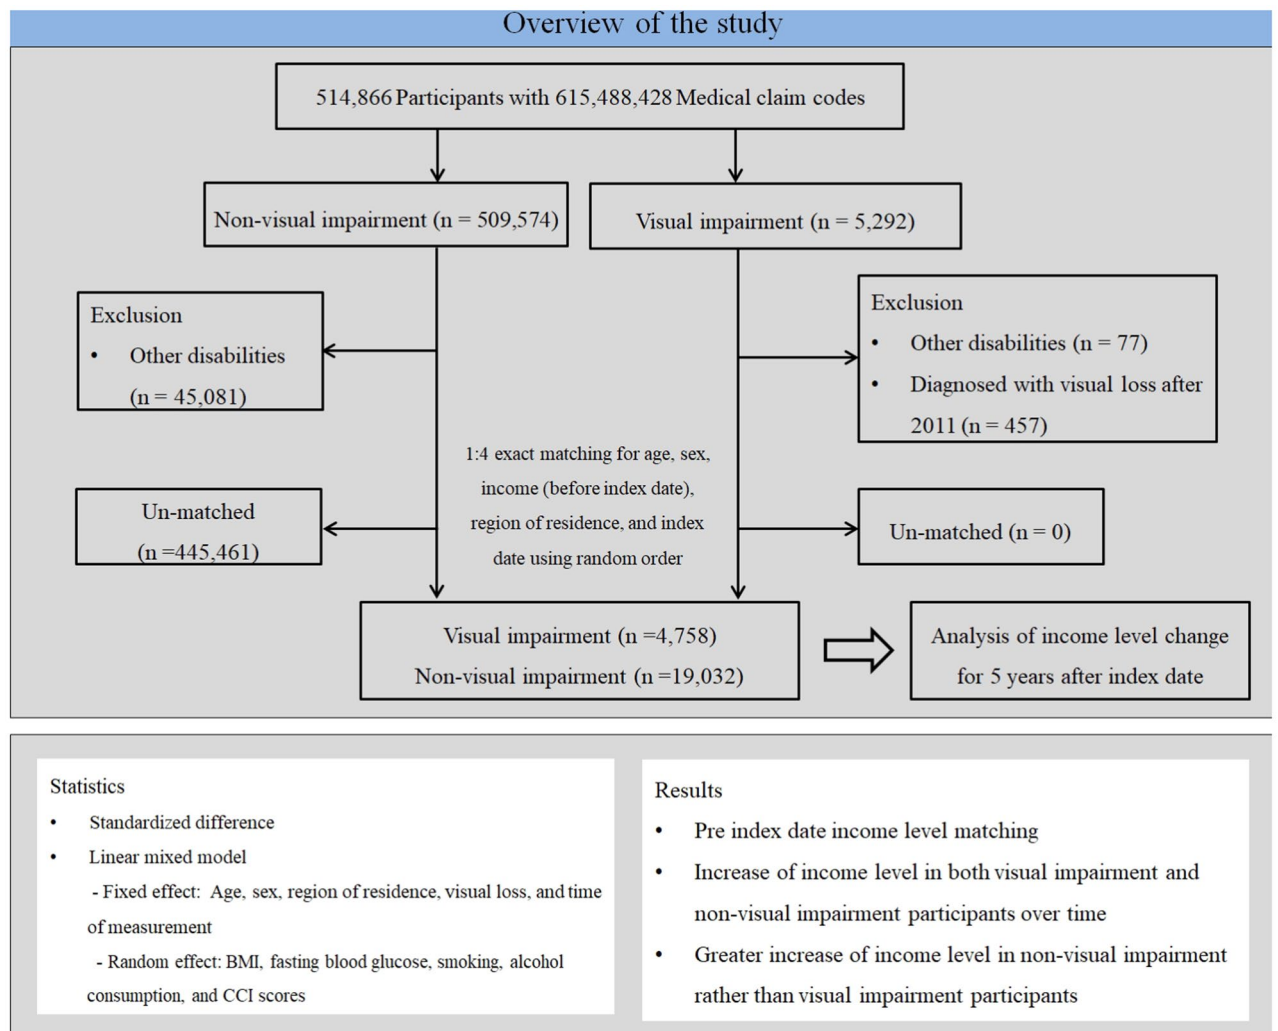 Overview of the study
514,866 Participants with 615,488,428 Medical claim codes
Non-visual impairment (n = 509,574)
Visual impairment (n = 5,292)
Exclusion
• Other disabilities
(n = 45,081)
Exclusion
• Other disabilities (n = 77)
• Diagnosed with visual loss after
2011 (n = 457)
1:4 exact matching for age, sex,
income (before index date),
region of residence, and index
date using random order
Un-matched
(n =445,461)
Un-matched (n = 0)
Visual impairment (n =4,758)
Non-visual impairment (n =19,032)
Analysis of income level change
for 5 years after index date
Statistics
• Standardized difference
• Linear mixed model
- Fixed effect: Age, sex, region of residence, visual loss, and time
of measurement
- Random effect: BMI, fasting blood glucose, smoking, alcohol
consumption, and CCI scores
Results
• Pre index date income level matching
• Increase of income level in both visual impairment and
non-visual impairment participants over time
• Greater increase of income level in non-visual impairment
rather than visual impairment participants